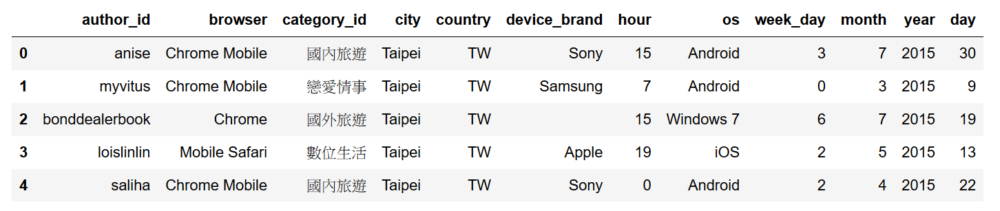 author_id browser category_id city country device_brand hour os week_day month year day
0 anise Chrome Mobile 國內旅遊 Taipei TW Sony 15 Android 3 7 2015 30
1 myvitus Chrome Mobile 戀愛情事 Taipei TW Samsung 7 Android 0 3 2015 9
2 bonddealerbook Chrome 國外旅遊 Taipei TW 15 Windows 7 6 7 2015 19
3 loislinlin Mobile Safari 數位生活 Taipei TW Apple 19 iOS 2 5 2015 13
4 saliha Chrome Mobile 國內旅遊 Taipei TW Sony 0 Android 2 4 2015 22